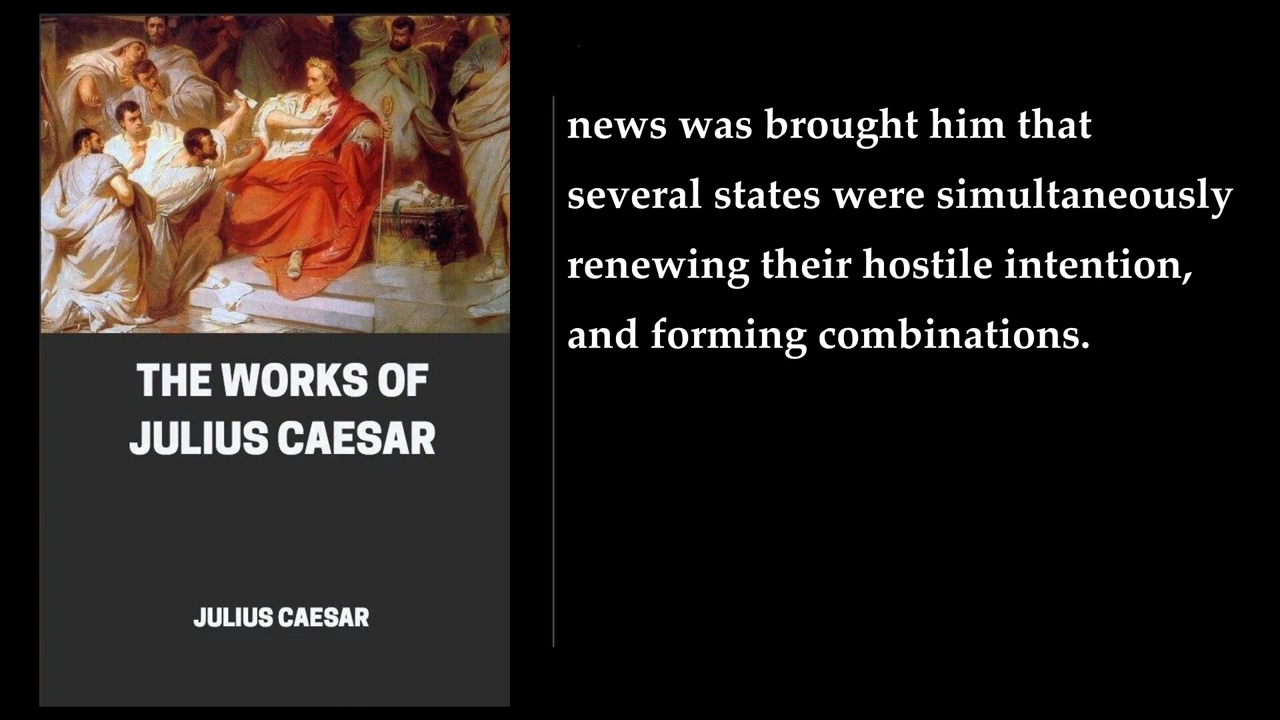 THE WORKS OF
JULIUS CAESAR
JULIUS CAESAR
news was brought him that
several states were simultaneously
renewing their hostile intention,
and forming combinations.